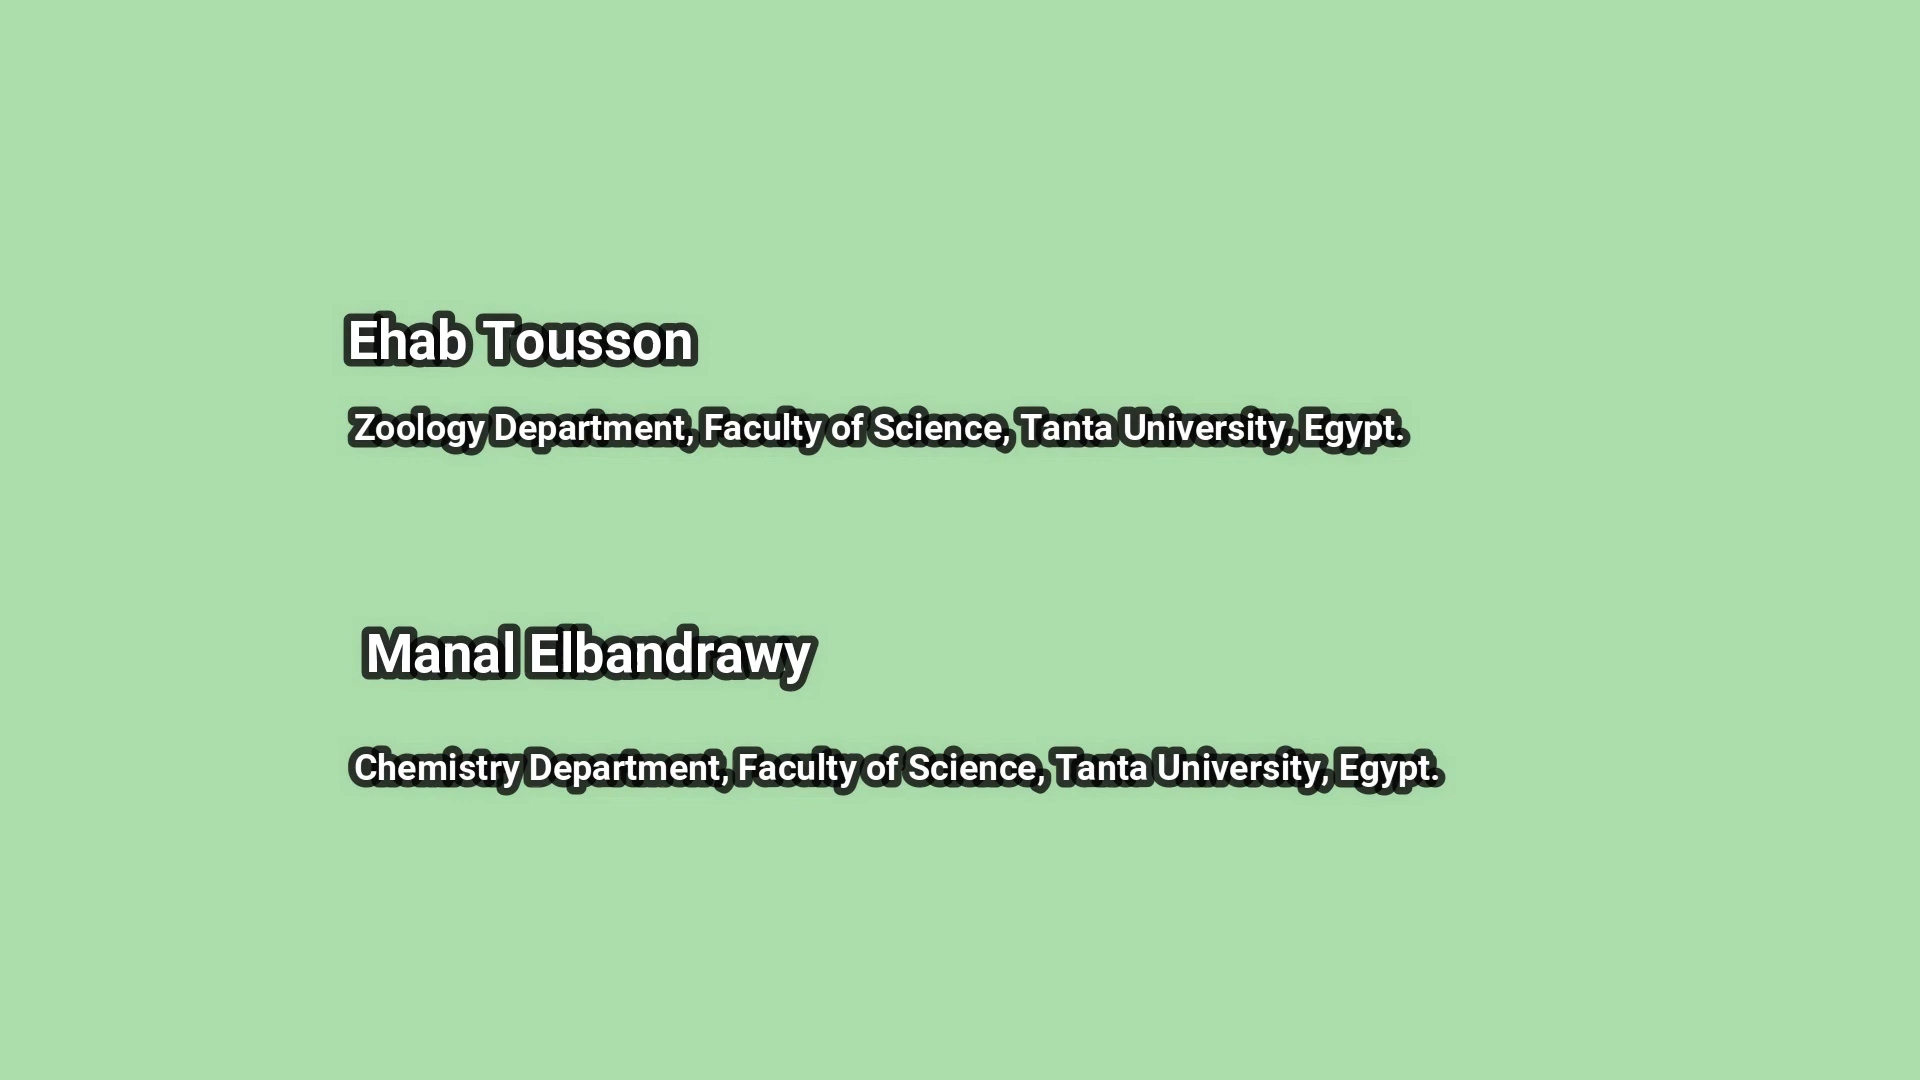 Ehab Tousson
Zoology Department, Faculty of Science, Tanta University, Egypt.
Manal Elbandrawy
Chemistry Department, Faculty of Science, Tanta University, Egypt.